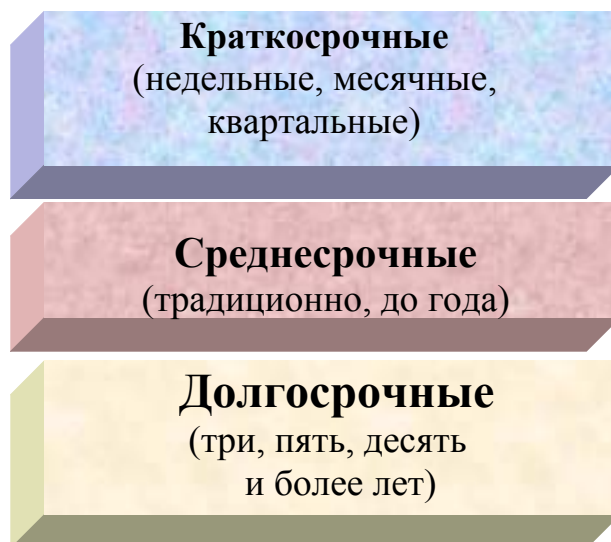 Краткосрочные
(недельные, месячные,
квартальные)
Среднесрочные
(традиционно, до года)
Долгосрочные
(три, пять, десять
и более лет)